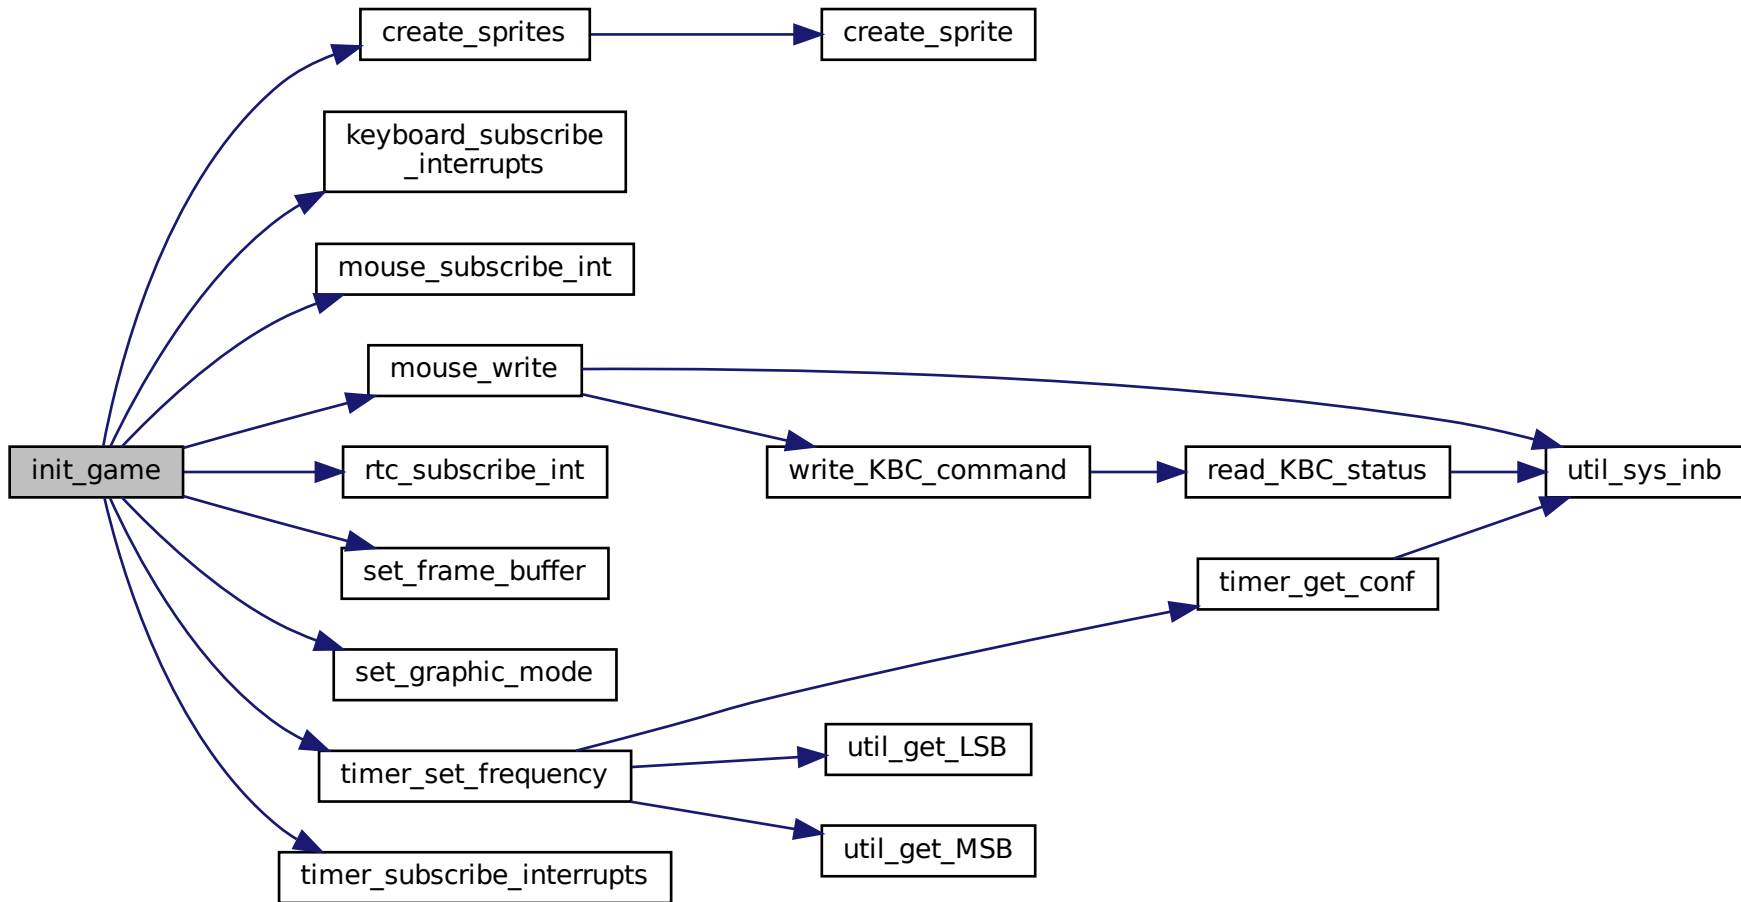 create_sprites
create_sprite
keyboard_subscribe
_interrupts
mouse_subscribe_int
mouse_write
init_game
rtc_subscribe_int
write_KBC_command
read_KBC_status
util_sys_inb
set_frame_buffer
timer_get_conf
set_graphic_mode
timer_set_frequency
util_get_LSB
util_get_MSB
timer_subscribe_interrupts